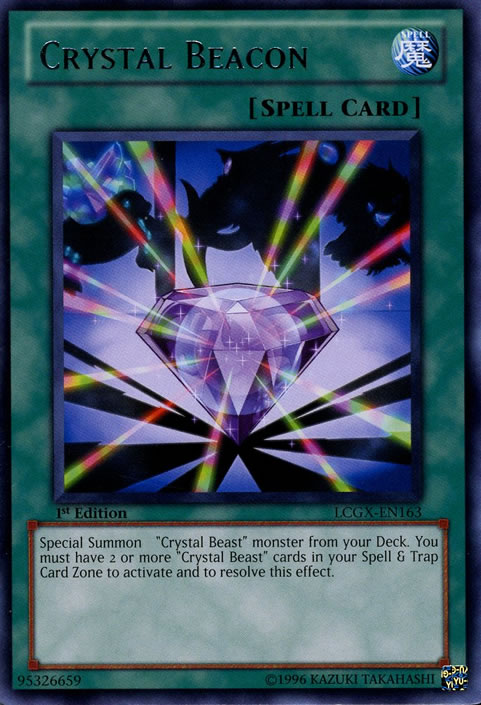 CRYSTAL BEACON
SPELL
魔
[SPELL CARD]
1st Edition
LCGX-EN163
Special Summon "Crystal Beast" monster from your Deck. You
must have 2 or more "Crystal Beast" cards in your Spell & Trap
Card Zone to activate and to resolve this effect.
95326659
©1996 KAZUKI TAKAHASHI